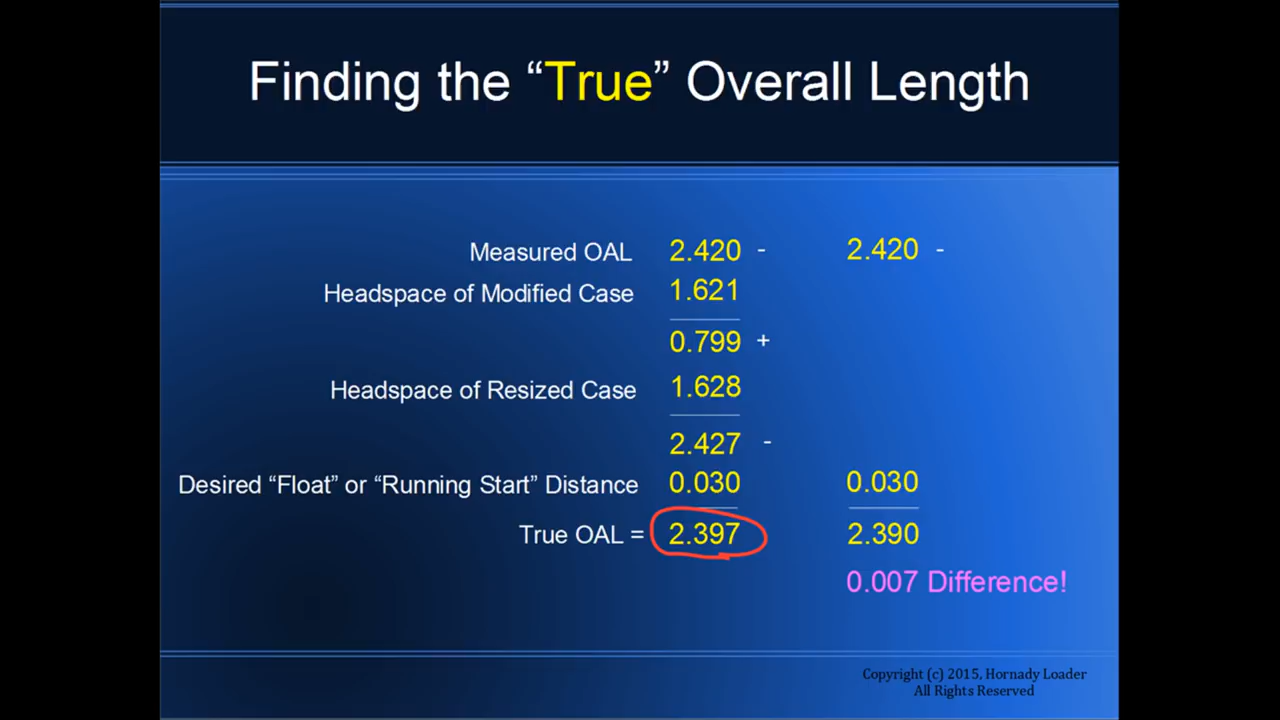 Finding the “True” Overall Length
Measured OAL 2.420 - 2.420 -
Headspace of Modified Case 1.621
0.799 +
Headspace of Resized Case 1.628
2.427 -
Desired “Float” or “Running Start” Distance 0.030 0.030
True OAL = 2.397 2.390
0.007 Difference!
Copyright (c) 2015, Hornady Loader
All Rights Reserved